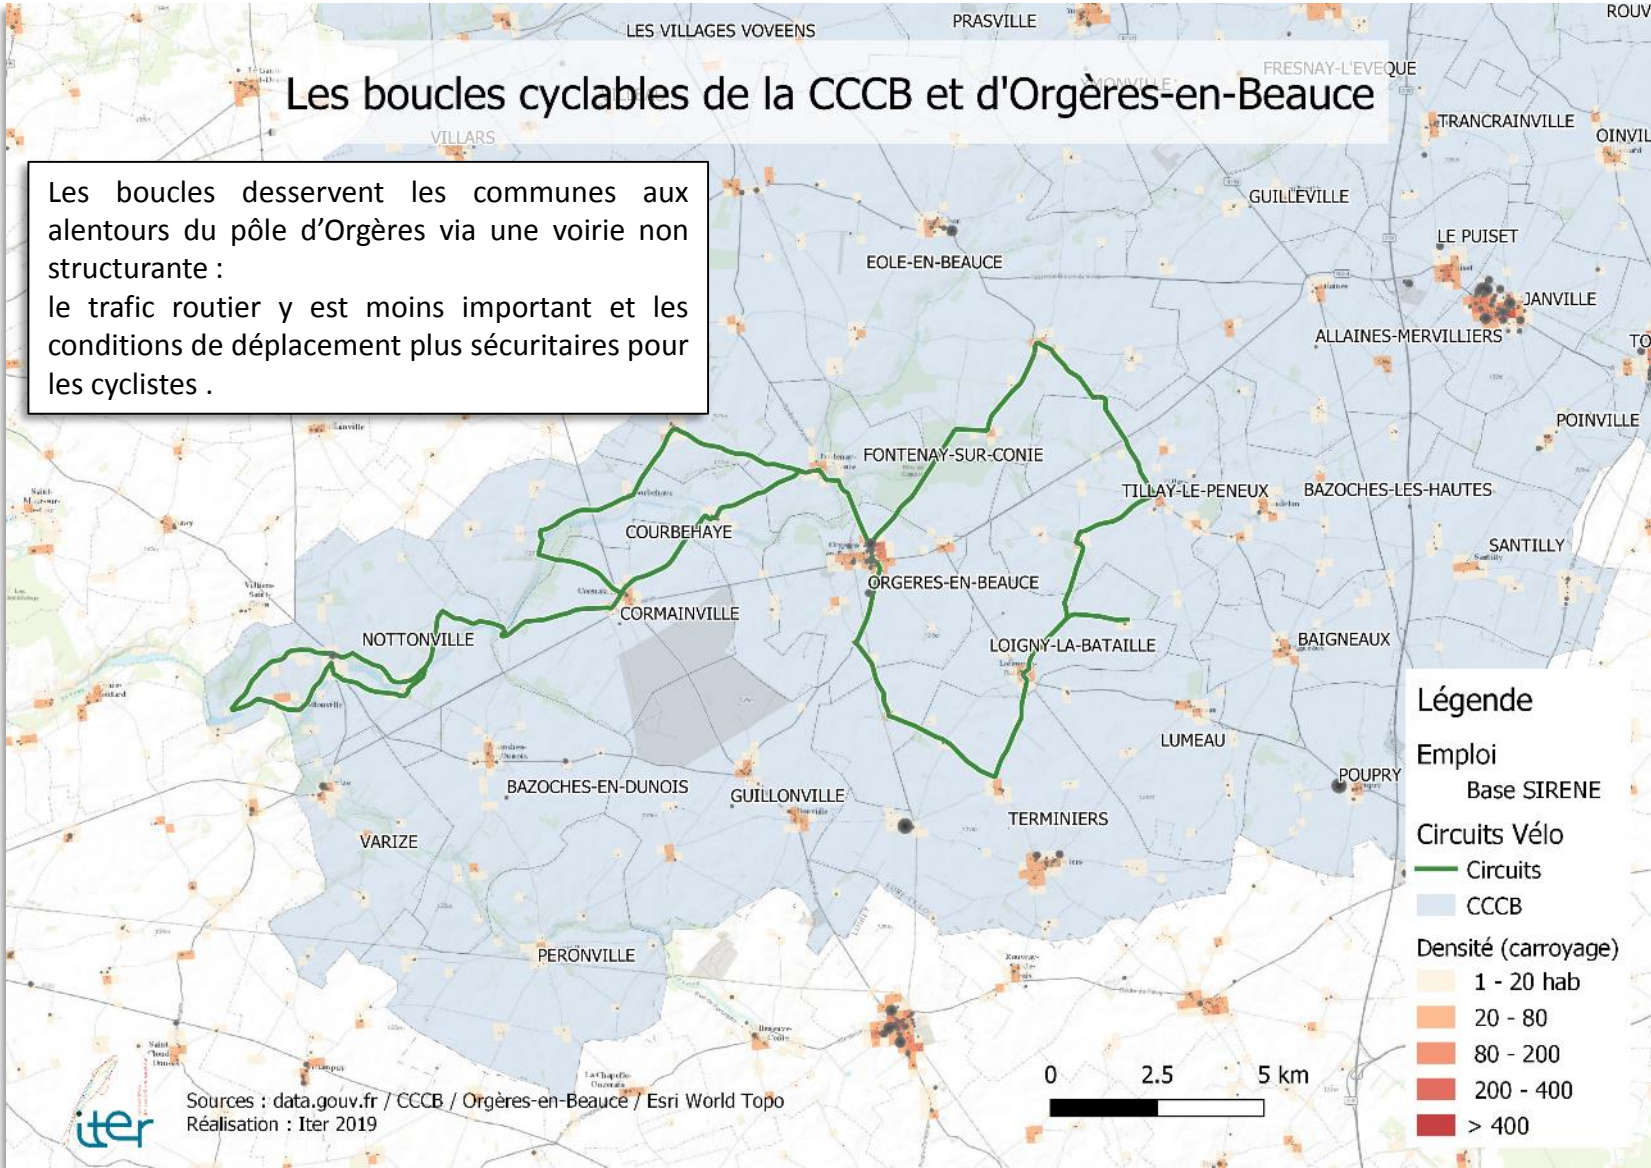 LES VILLAGES VOVEENS
PRASVILLE
Les boucles cyclables de la CCCB et d'Orgères-en-Beauce
FRESNAY-L'EVEQUE
YMONVILLE
VILLARS
TRANCRAINVILLE
GUILLEVILLE
LE PUISET
JANVILLE
Les boucles desservent les communes aux
alentours du pôle d'Orgères via une voirie non
structurante :
le trafic routier y est moins important et les
conditions de déplacement plus sécuritaires pour
les cyclistes .
EOLE-EN-BEAUCE
ALLAINES-MERVILLIERS
POINVILLE
FONTENAY-SUR-CONIE
TILLAY-LE-PENEUX
BAZOCHES-LES-HAUTES
COURBEHAYE
SANTILLY
ORGERES-EN-BEAUCE
CORMAINVILLE
NOTTONVILLE
LOIGNY-LA-BATAILLE
BAIGNEAUX
LUMEAU
BAZOCHES-EN-DUNOIS
GUILLONVILLE
POUPRY
TERMINIERS
VARIZE
PERONVILLE
Légende
Emploi
Base SIRENE
Circuits Vélo
Circuits
CCCB
Densité (carroyage)
1 - 20 hab
20 - 80
80 - 200
200 - 400
> 400
0 2.5 5 km
iter
Sources : data.gouv.fr / CCCB / Orgères-en-Beauce / Esri World Topo
Réalisation : Iter 2019